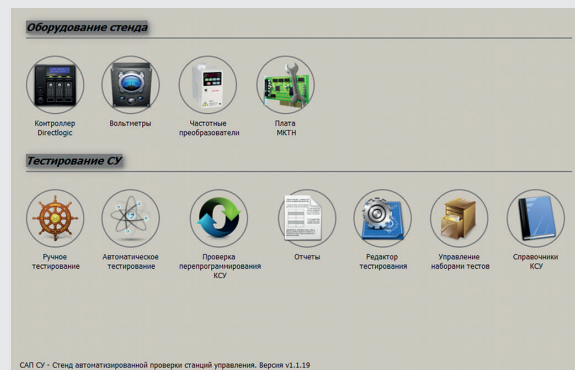 Оборудование стенда
Контроллер
Directlogic
Вольтметры
Частотные
преобразователи
Плата
МКТН
Тестирование СУ
Ручное
тестирование
Автоматическое
тестирование
Проверка
перепрограммирования
КСУ
Отчеты
Редактор
тестирования
Управление
наборами тестов
Справочники
КСУ
САП СУ - Стенд автоматизированной проверки станций управления. Версия v1.1.19